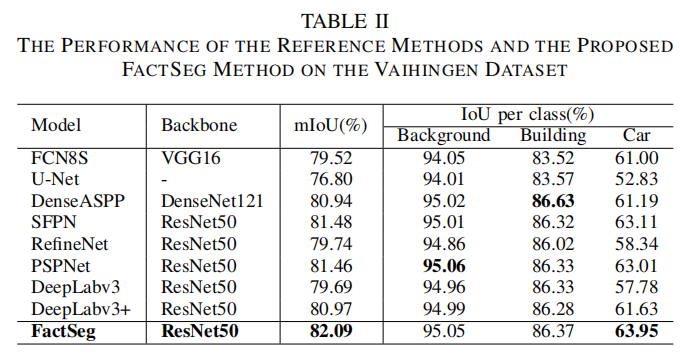 TABLE II
THE PERFORMANCE OF THE REFERENCE METHODS AND THE PROPOSED
FACTSEG METHOD ON THE VAIHINGEN DATASET
Model Backbone mIoU(%) IoU per class(%)
Background Building Car
FCN8S VGG16 79.52 94.05 83.52 61.00
U-Net - 76.80 94.01 83.57 52.83
DenseASPP DenseNet121 80.94 95.02 86.63 61.19
SFPN ResNet50 81.48 95.01 86.32 63.11
RefineNet ResNet50 79.74 94.86 86.02 58.34
PSPNet ResNet50 81.46 95.06 86.33 63.01
DeepLabv3 ResNet50 79.69 94.96 86.33 57.78
DeepLabv3+ ResNet50 80.97 94.99 86.28 61.63
FactSeg ResNet50 82.09 95.05 86.37 63.95